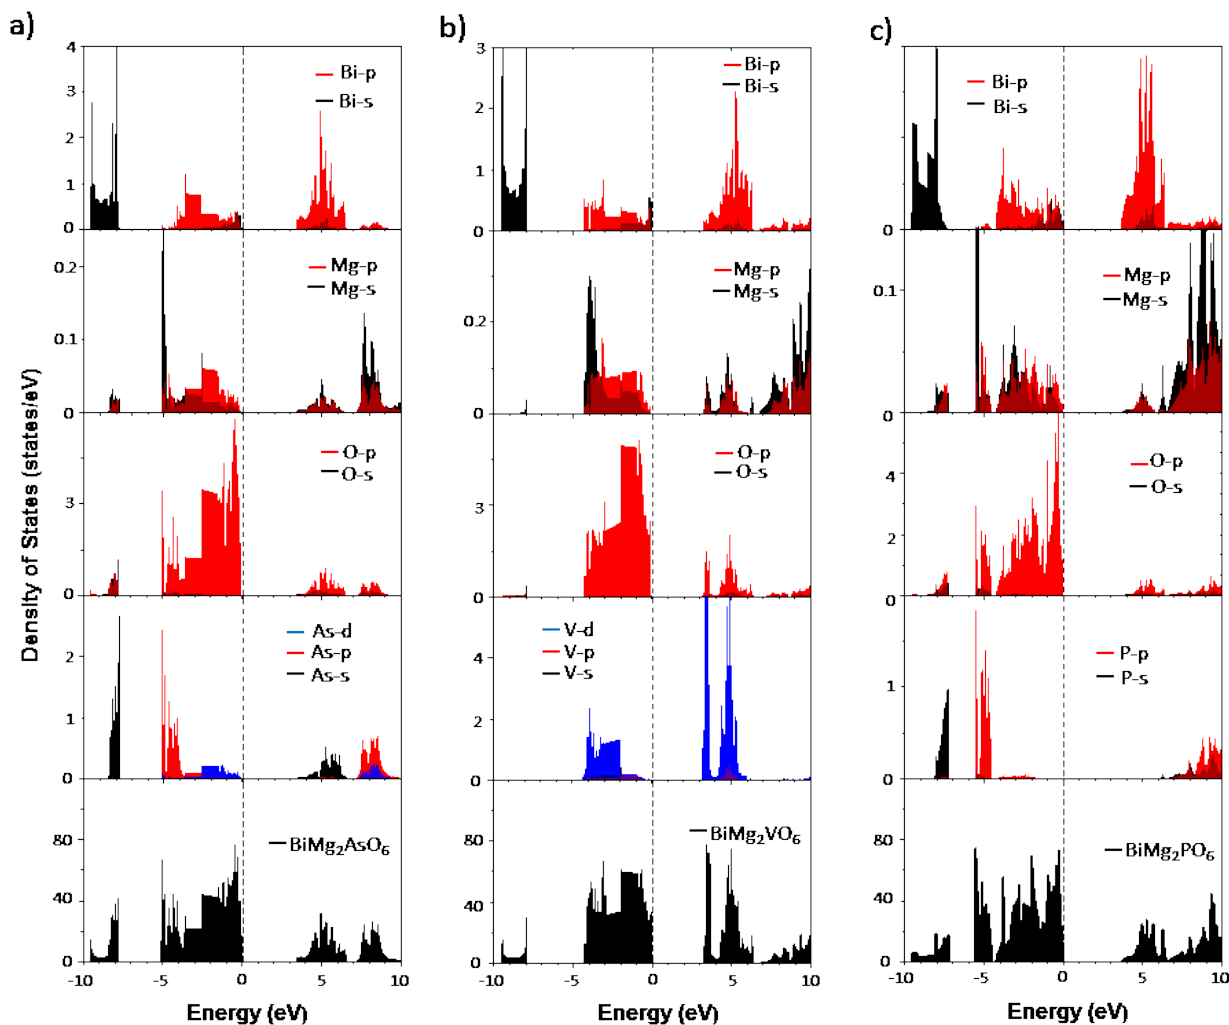 a)
4
Bi-p
Bi-s
3
2
1
0
Mg-p
Mg-s
0.2
0.1
0
O-p
O-s
3
0
As-d
As-p
As-s
2
1
0
80
BiMg₂AsO₆
40
0
-10
-5
0
5
10
Energy (eV)
Density of States (states/eV)
b)
3
Bi-p
Bi-s
2
1
0
Mg-p
Mg-s
0.2
0
O-p
O-s
3
0
V-d
V-p
V-s
4
2
0
80
BiMg₂VO₆
40
0
-10
-5
0
5
10
Energy (eV)
c)
Bi-p
Bi-s
0
Mg-p
Mg-s
0.1
0
O-p
O-s
4
2
0
P-p
P-s
1
0
80
BiMg₂PO₆
40
0
-10
-5
0
5
10
Energy (eV)